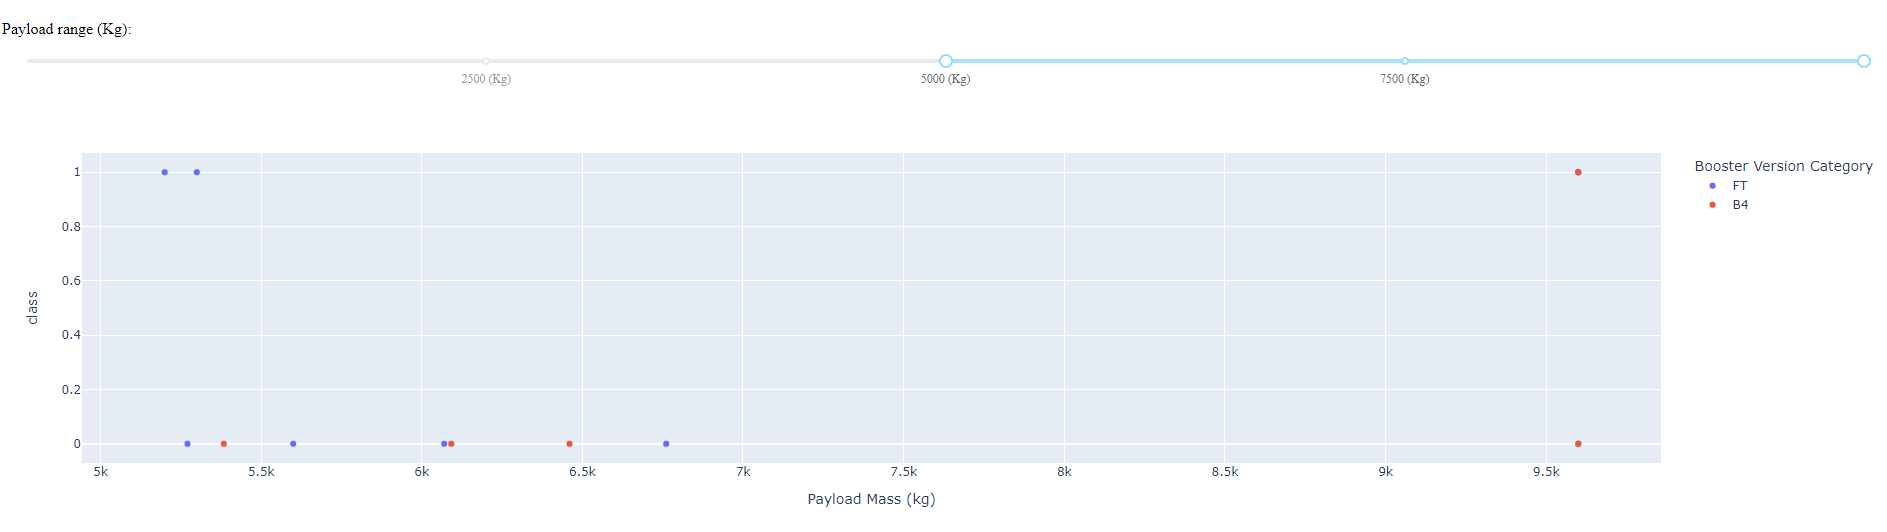 Payload range (Kg):
2500 (Kg) 5000 (Kg) 7500 (Kg)
Booster Version Category
FT
B4
1
0.8
0.6
0.4
0.2
0
class
5k 5.5k 6k 6.5k 7k 7.5k 8k 8.5k 9k 9.5k
Payload Mass (kg)